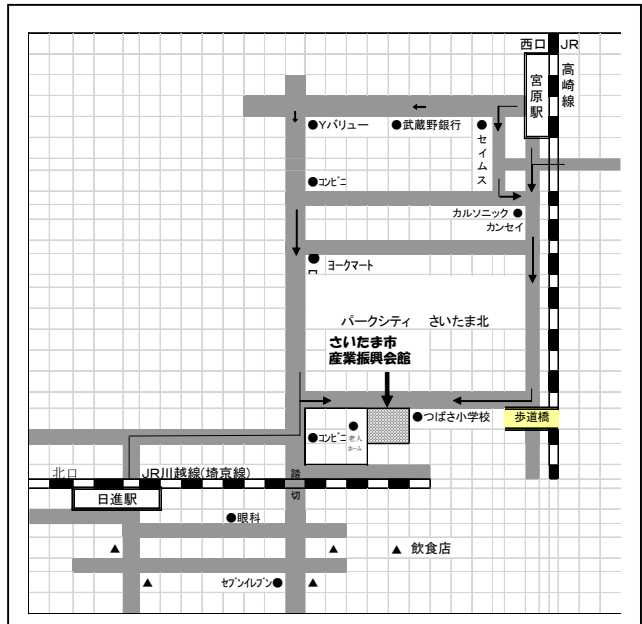 西口
JR
高崎線
宮原駅
●Yバリュー
●武蔵野銀行
●
セイムス
●コンビニ
カルソニック ●
カンセイ
●
ヨークマート
パークシティ さいたま北
さいたま市
産業振興会館
●つばさ小学校
歩道橋
●コンビニ
●
老人
ホーム
北口
JR川越線(埼京線)
踏
切
日進駅
●眼科
▲
▲
▲ 飲食店
▲
セブンイレブン●
▲